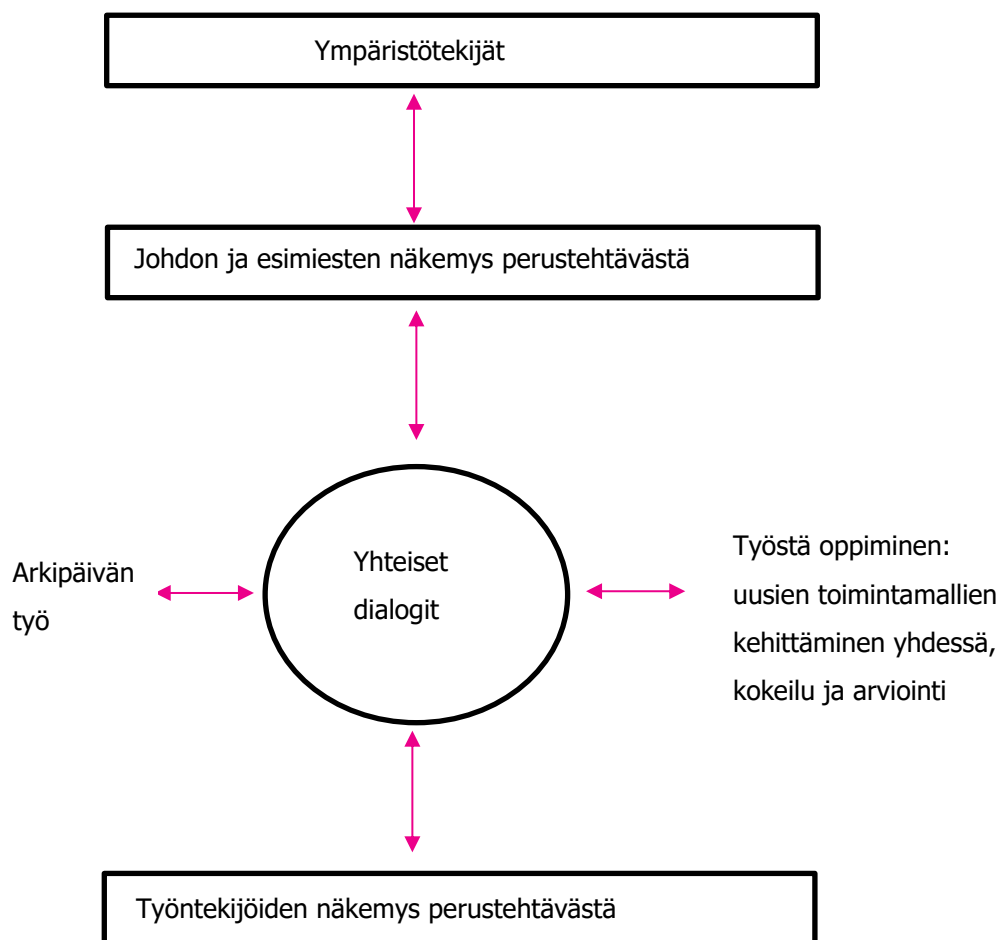 Ympäristötekijät
Johdon ja esimiesten näkemys perustehtävästä
Arkipäivän
työ
Yhteiset
dialogit
Työstä oppiminen:
uusien toimintamallien
kehittäminen yhdessä,
kokeilu ja arviointi
Työntekijöiden näkemys perustehtävästä